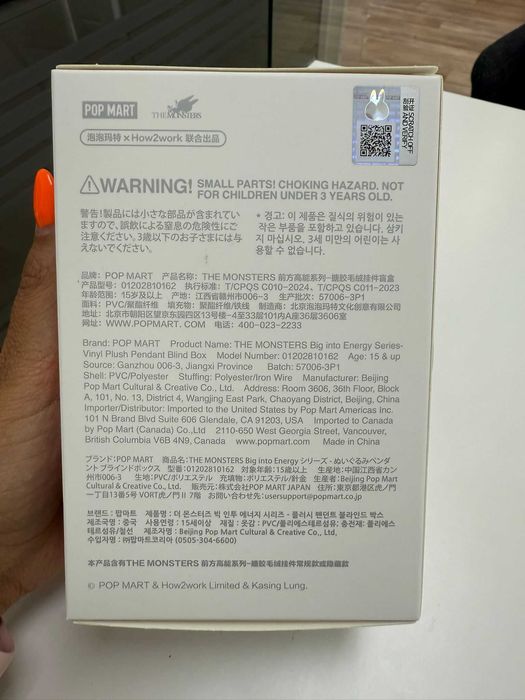 POP MART
THE MONSTERS
泡泡玛特 × How2work 联合出品
刮开涂层 SCRATCH OFF
AND VERIFY
WARNING! SMALL PARTS! CHOKING HAZARD. NOT
FOR CHILDREN UNDER 3 YEARS OLD.
警告!製品には小さな部品が含まれてい
ますので、誤飲による窒息の危険性にご
注意ください。3歳以下のお子さまには与
えないでください。
* 경고: 이 제품은 질식의 위험이 있는
작은 부품을 포함하고 있습니다. 삼키
지 마십시오. 3세 미만의 어린이는 사
용할 수 없습니다.
品牌：POP MART 产品名称：THE MONSTERS 前方高能系列-搪胶毛绒挂件盲盒
产品型号：01202810162 执行标准：T/CPQS C010-2024、T/CPQS C011-2023
年龄范围：15岁及以上 产地：江西省赣州市006-3 生产批次：57006-3P1
面料：PVC/聚酯纤维 填充物：聚酯纤维/铁线 制造商：北京泡泡玛特文化创意有限公司
地址：北京市朝阳区望京东园四区13号楼-4至33层101内A座36层3606室
网址：WWW.POPMART.COM 电话：400-023-2233
Brand: POP MART Product Name: THE MONSTERS Big into Energy Series-
Vinyl Plush Pendant Blind Box Model Number: 01202810162 Age: 15 & up
Source: Ganzhou 006-3, Jiangxi Province Batch: 57006-3P1
Shell: PVC/Polyester Stuffing: Polyester/Iron Wire Manufacturer: Beijing
Pop Mart Cultural & Creative Co., Ltd. Address: Room 3606, 36th Floor, Block
A, 101, No. 13, District 4, Wangjing East Park, Chaoyang District, Beijing, China
Importer/Distributor: Imported to the United States by Pop Mart Americas Inc.
101 N Brand Blvd Suite 606 Glendale, CA 91203, USA Imported to Canada
by Pop Mart (Canada) Co.,Ltd 2110-650 West Georgia Street, Vancouver,
British Columbia V6B 4N9, Canada www.popmart.com Made in China
ブランド：POP MART 商品名：THE MONSTERS Big into Energy シリーズ - ぬいぐるみペンダ
ント ブラインドボックス 型番：01202810162 対象年齢：15歳以上 生産地：中国江西省カン
州市006-3 生地：PVC/ポリエステル 充填物：ポリエステル/針金 生産者：Beijing Pop Mart
Cultural & Creative Co., Ltd. 販売元：株式会社POP MART JAPAN 住所：東京都港区虎ノ門
一丁目13番5号 VORT虎ノ門Ⅱ 7階 お問い合わせ先：usersupport@popmart.co.jp
브랜드 : 팝마트 제품명 : 더 몬스터즈 빅 인투 에너지 시리즈 - 플러시 펜던트 블라인드 박스
제조국명 : 중국 사용연령 : 15세이상 재질 : 옷감 : PVC/폴리에스테르섬유; 충전재: 폴리에스
테르섬유/철선 제조자명 : Beijing Pop Mart Cultural & Creative Co., Ltd.
수입자명 : ㈜팝마트코리아 (0505-304-6600)
本产品含有THE MONSTERS 前方高能系列-搪胶毛绒挂件常规款或隐藏款
© POP MART & How2work Limited & Kasing Lung.